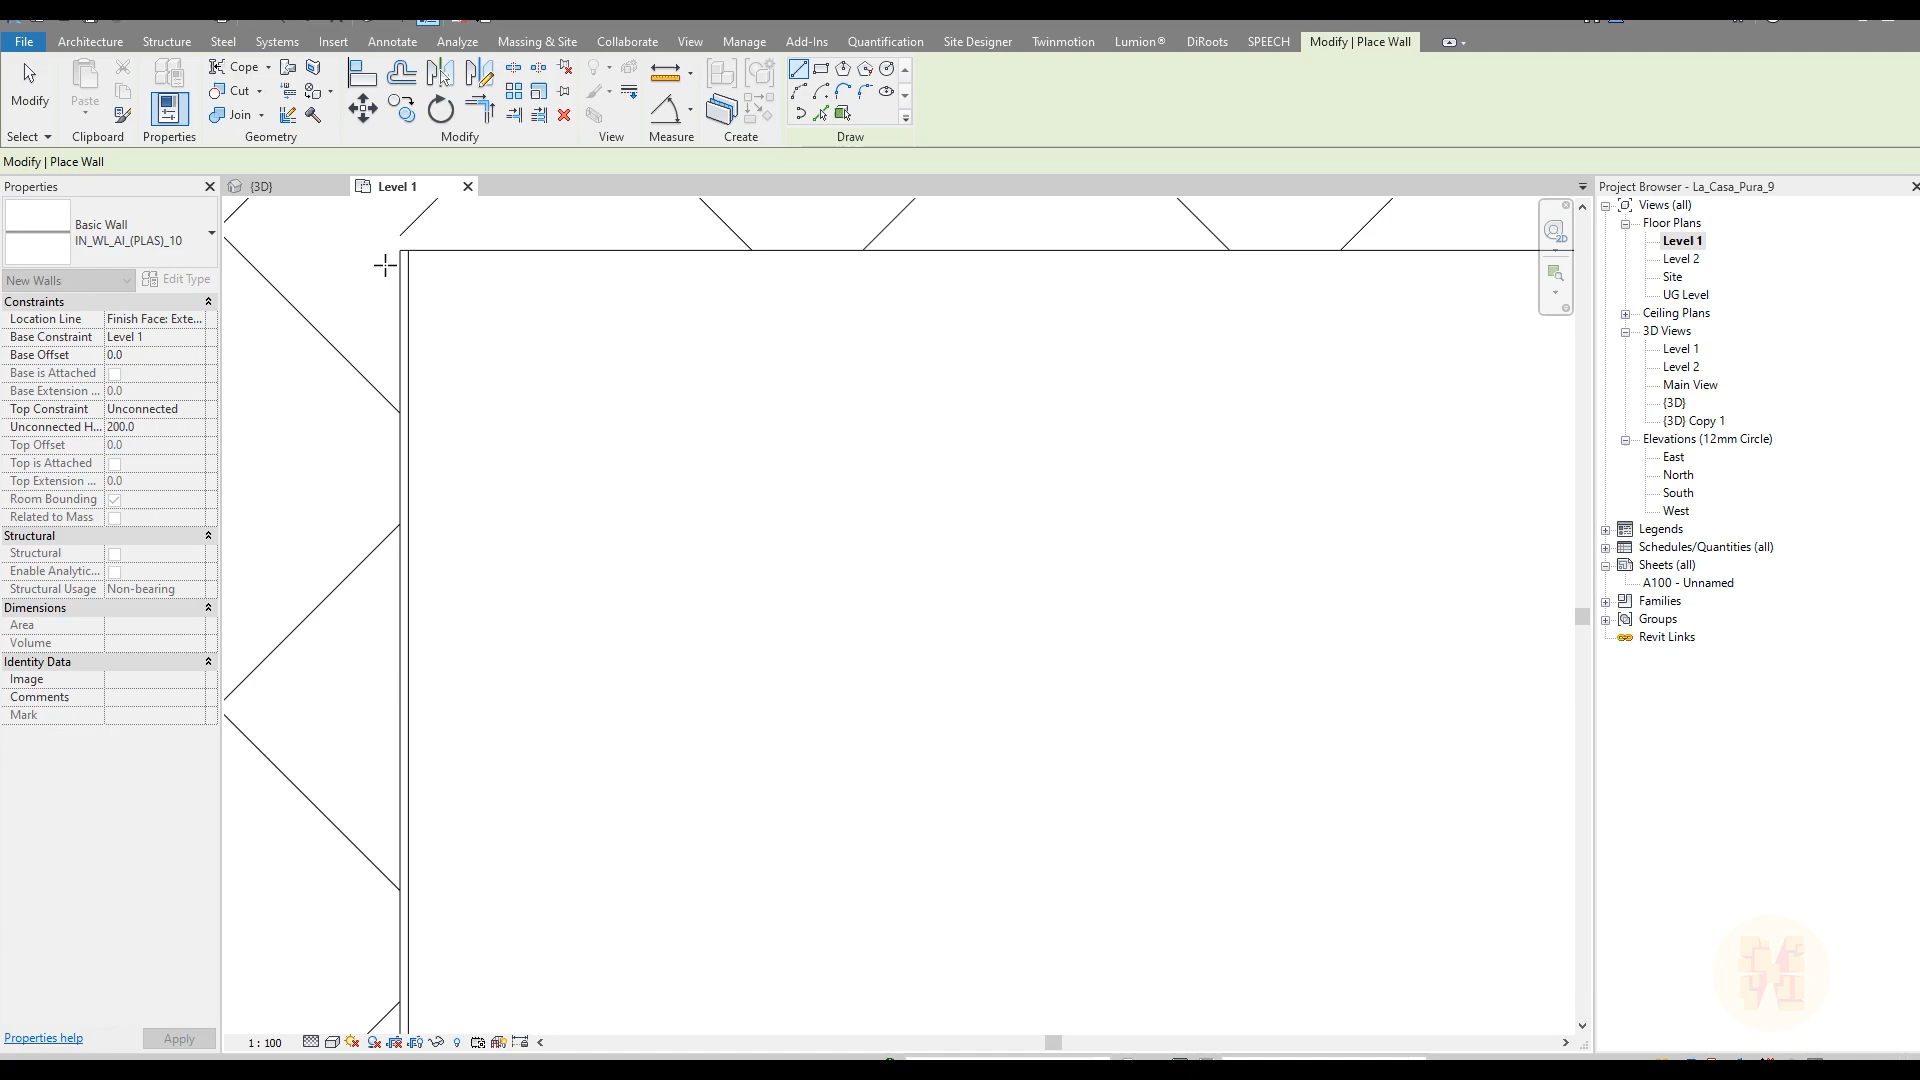 File Architecture Structure Steel Systems Insert Annotate Analyze Massing & Site Collaborate View Manage Add-Ins Quantification Site Designer Twinmotion Lumion® DiRoots SPEECH Modify | Place Wall
Modify
Paste
Cope
Cut
Join
Select Clipboard Properties Geometry Modify View Measure Create Draw
Modify | Place Wall
Properties
{3D}
Level 1
Project Browser - La_Casa_Pura_9
Basic Wall
IN_WL_AI_(PLAS)_10
New Walls
Edit Type
Constraints
Location Line Finish Face: Exte...
Base Constraint Level 1
Base Offset 0.0
Base is Attached
Base Extension ... 0.0
Top Constraint Unconnected
Unconnected H... 200.0
Top Offset 0.0
Top is Attached
Top Extension ... 0.0
Room Bounding
Related to Mass
Structural
Structural
Enable Analytic...
Structural Usage Non-bearing
Dimensions
Area
Volume
Identity Data
Image
Comments
Mark
Properties help
Apply
2D
1 : 100
Views (all)
Floor Plans
Level 1
Level 2
Site
UG Level
Ceiling Plans
3D Views
Level 1
Level 2
Main View
{3D}
{3D} Copy 1
Elevations (12mm Circle)
East
North
South
West
Legends
Schedules/Quantities (all)
Sheets (all)
A100 - Unnamed
Families
Groups
Revit Links